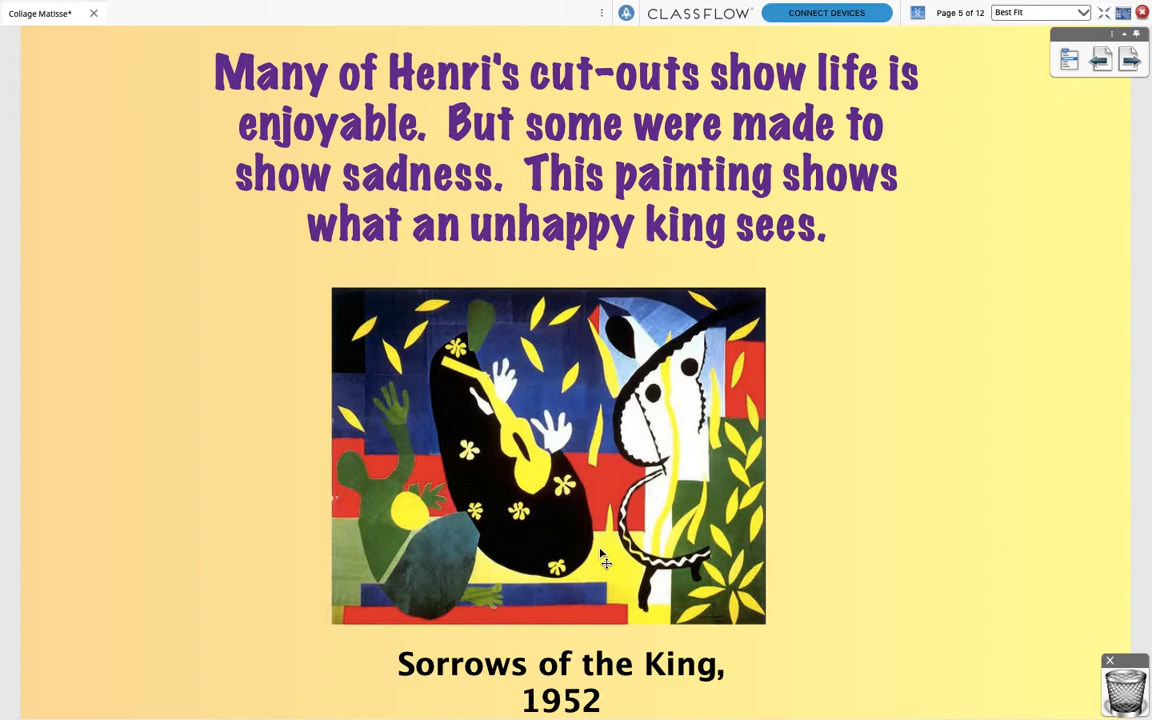 Collage Matisse*
CLASSFLOW
CONNECT DEVICES
Page 5 of 12
Best Fit
Many of Henri's cut-outs show life is
enjoyable. But some were made to
show sadness. This painting shows
what an unhappy king sees.
Sorrows of the King,
1952